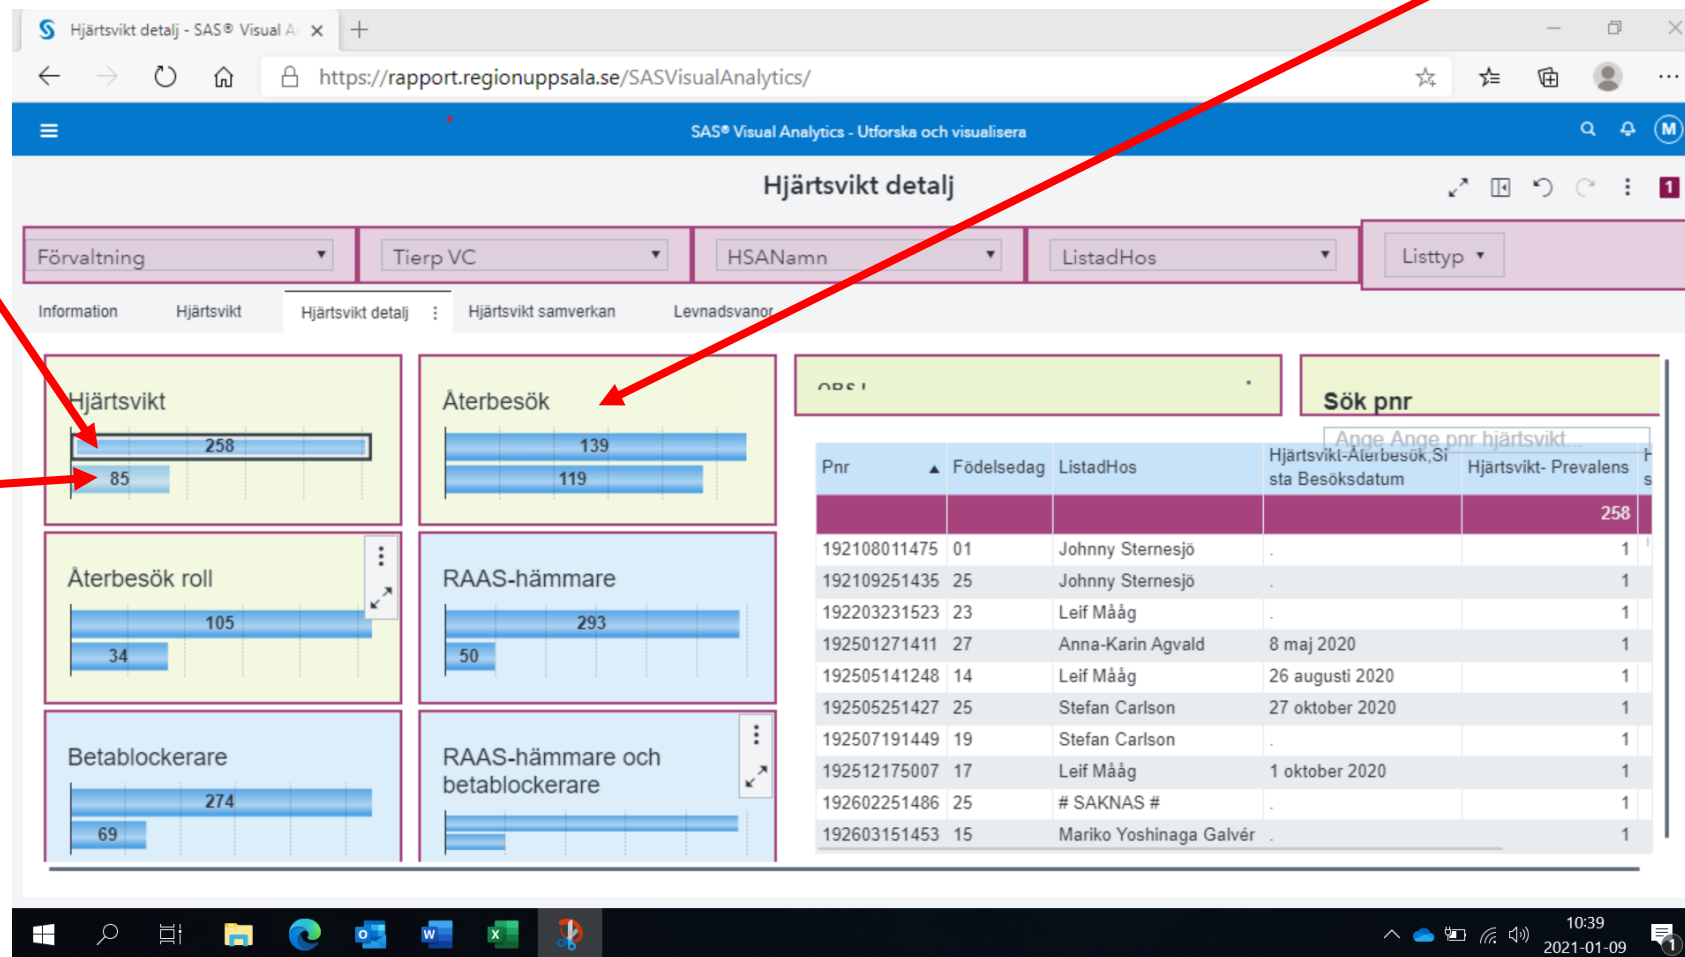 Hjärtsvikt detalj - SAS® Visual A
https://rapport.regionuppsala.se/SASVisualAnalytics/
SAS® Visual Analytics - Utforska och visualisera
M
Hjärtsvikt detalj
1
Förvaltning
Tierp VC
HSANamn
ListadHos
Listtyp
Information
Hjärtsvikt
Hjärtsvikt detalj
Hjärtsvikt samverkan
Levnadsvanor
Hjärtsvikt
258
85
Återbesök
139
119
Återbesök roll
105
34
RAAS-hämmare
293
50
Betablockerare
274
69
RAAS-hämmare och
betablockerare
OBS !
Sök pnr
Ange Ange pnr hjärtsvikt...
Pnr Födelsedag ListadHos Hjärtsvikt-Återbesök,Si
sta Besöksdatum Hjärtsvikt- Prevalens
258
192108011475 01 Johnny Sternesjö . 1
192109251435 25 Johnny Sternesjö . 1
192203231523 23 Leif Mååg . 1
192501271411 27 Anna-Karin Agvald 8 maj 2020 1
192505141248 14 Leif Mååg 26 augusti 2020 1
192505251427 25 Stefan Carlson 27 oktober 2020 1
192507191449 19 Stefan Carlson . 1
192512175007 17 Leif Mååg 1 oktober 2020 1
192602251486 25 # SAKNAS # . 1
192603151453 15 Mariko Yoshinaga Galvér . 1
10:39
2021-01-09
1